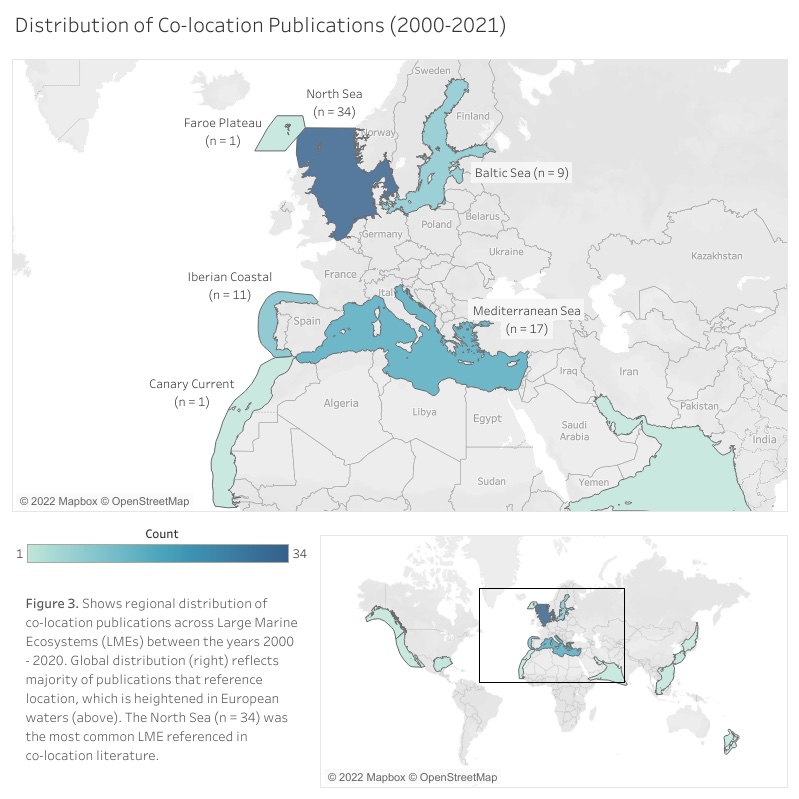 Distribution of Co-location Publications (2000-2021)
Sweden
North Sea
(n = 34)
Finland
Faroe Plateau
(n = 1)
Norway
Baltic Sea (n = 9)
Belarus
Poland
Germany
Ukraine
Kazakhstan
France
Iberian Coastal
(n = 11)
Mediterranean Sea
(n = 17)
Spain
Iraq
Iran
Canary Current
(n = 1)
Algeria
Libya
Egypt
Pakistan
Saudi
Arabia
India
Sudan
Yemen
© 2022 Mapbox © OpenStreetMap
Count
1
34
Figure 3. Shows regional distribution of
co-location publications across Large Marine
Ecosystems (LMEs) between the years 2000
- 2020. Global distribution (right) reflects
majority of publications that reference
location, which is heightened in European
waters (above). The North Sea (n = 34) was
the most common LME referenced in
co-location literature.
© 2022 Mapbox © OpenStreetMap